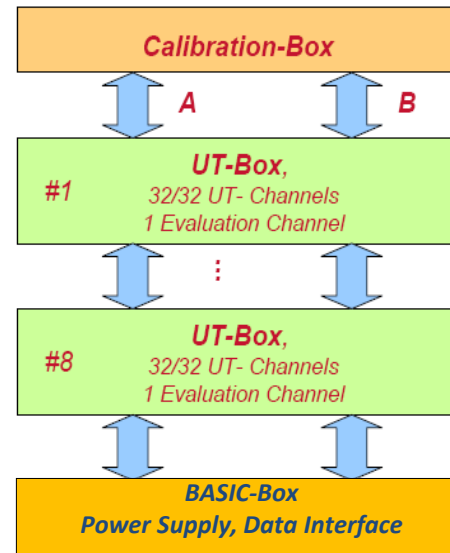 Calibration-Box
A B
UT-Box,
#1 32/32 UT- Channels
1 Evaluation Channel
⋮
UT-Box,
#8 32/32 UT- Channels
1 Evaluation Channel
BASIC-Box
Power Supply, Data Interface